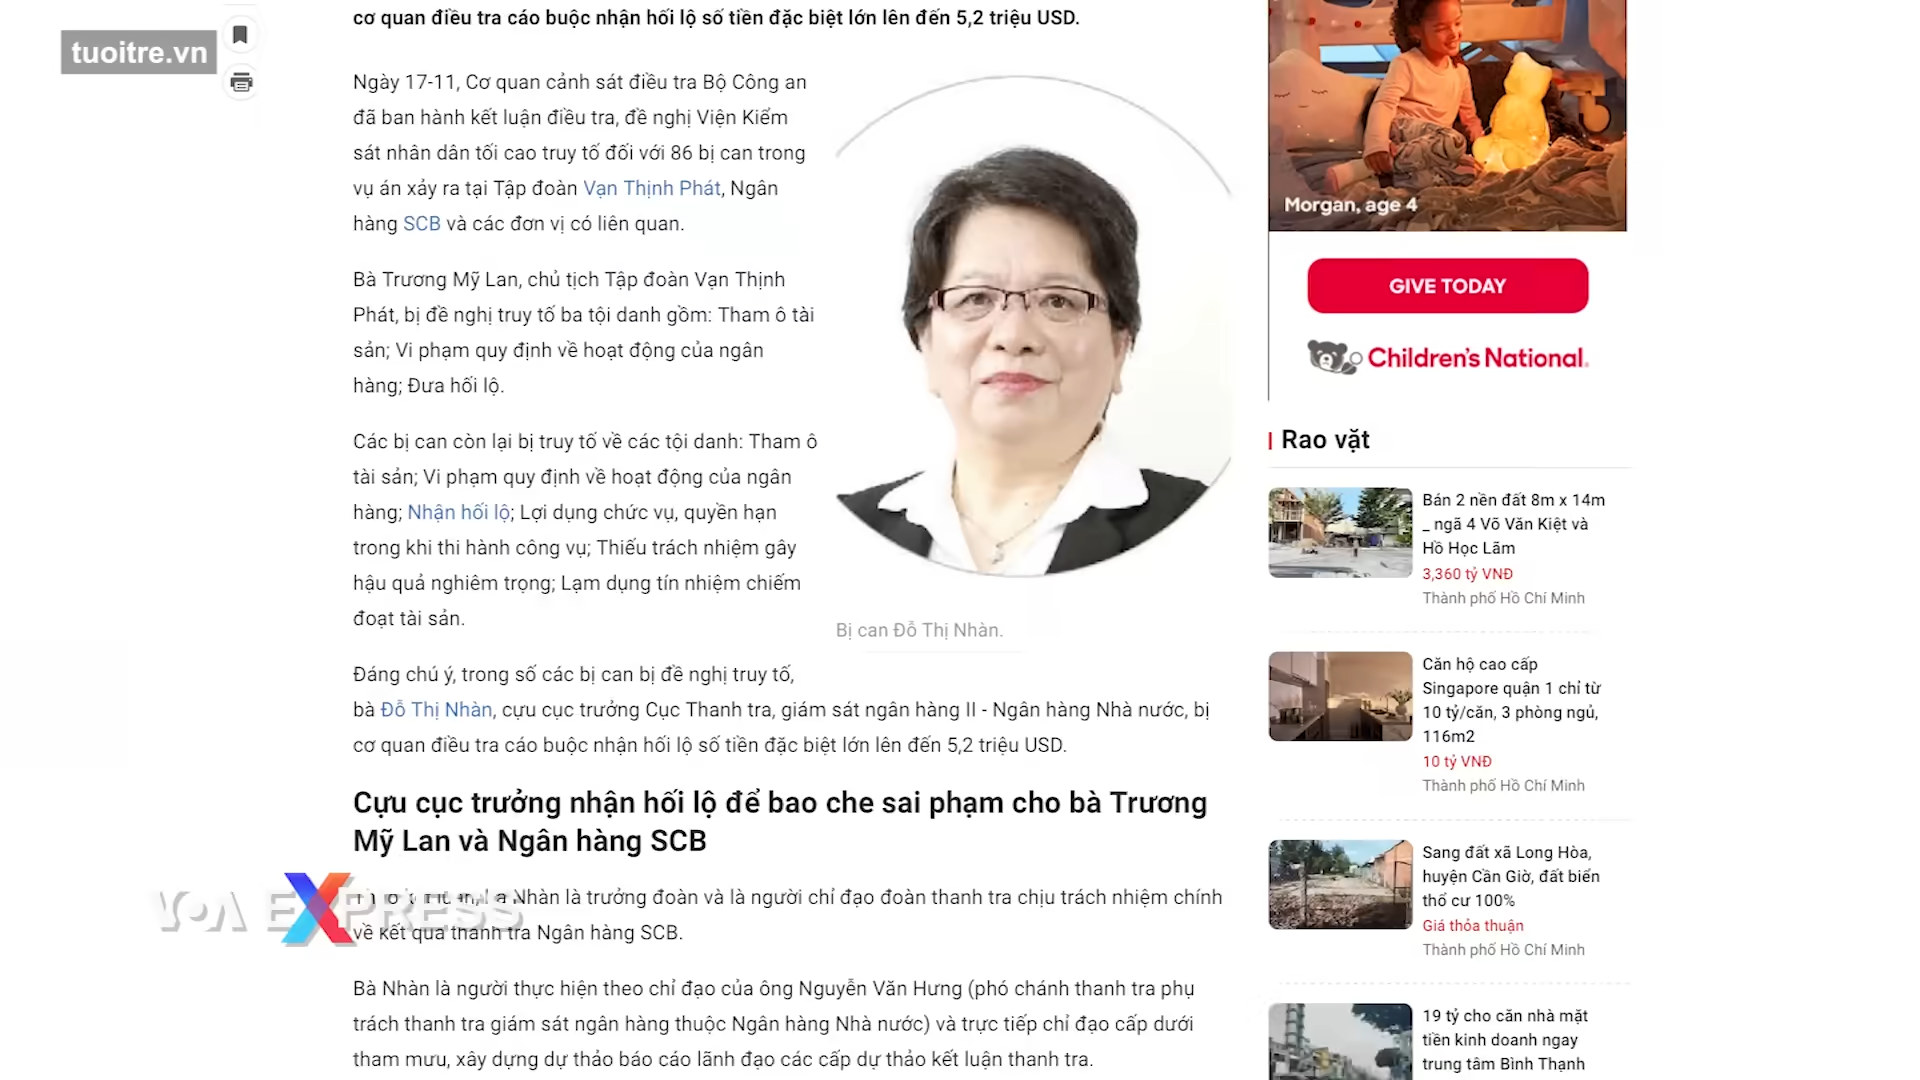 tuoitre.vn
cơ quan điều tra cáo buộc nhận hối lộ số tiền đặc biệt lớn lên đến 5,2 triệu USD.
Ngày 17-11, Cơ quan cảnh sát điều tra Bộ Công an
đã ban hành kết luận điều tra, đề nghị Viện Kiểm
sát nhân dân tối cao truy tố đối với 86 bị can trong
vụ án xảy ra tại Tập đoàn Vạn Thịnh Phát, Ngân
hàng SCB và các đơn vị có liên quan.
Bà Trương Mỹ Lan, chủ tịch Tập đoàn Vạn Thịnh
Phát, bị đề nghị truy tố ba tội danh gồm: Tham ô tài
sản; Vi phạm quy định về hoạt động của ngân
hàng; Đưa hối lộ.
Các bị can còn lại bị truy tố về các tội danh: Tham ô
tài sản; Vi phạm quy định về hoạt động của ngân
hàng; Nhận hối lộ; Lợi dụng chức vụ, quyền hạn
trong khi thi hành công vụ; Thiếu trách nhiệm gây
hậu quả nghiêm trọng; Lạm dụng tín nhiệm chiếm
đoạt tài sản.
Bị can Đỗ Thị Nhàn.
Đáng chú ý, trong số các bị can bị đề nghị truy tố,
bà Đỗ Thị Nhàn, cựu cục trưởng Cục Thanh tra, giám sát ngân hàng II - Ngân hàng Nhà nước, bị
cơ quan điều tra cáo buộc nhận hối lộ số tiền đặc biệt lớn lên đến 5,2 triệu USD.
Cựu cục trưởng nhận hối lộ để bao che sai phạm cho bà Trương
Mỹ Lan và Ngân hàng SCB
Nhàn là trưởng đoàn và là người chỉ đạo đoàn thanh tra chịu trách nhiệm chính
về kết quả thanh tra Ngân hàng SCB.
VOA EXPRESS
Bà Nhàn là người thực hiện theo chỉ đạo của ông Nguyễn Văn Hưng (phó chánh thanh tra phụ
trách thanh tra giám sát ngân hàng thuộc Ngân hàng Nhà nước) và trực tiếp chỉ đạo cấp dưới
tham mưu, xây dựng dự thảo báo cáo lãnh đạo các cấp dự thảo kết luận thanh tra.
Morgan, age 4
GIVE TODAY
Children's National
Rao vặt
Bán 2 nền đất 8m x 14m
_ ngã 4 Võ Văn Kiệt và
Hồ Học Lãm
3,360 tỷ VNĐ
Thành phố Hồ Chí Minh
Căn hộ cao cấp
Singapore quận 1 chỉ từ
10 tỷ/căn, 3 phòng ngủ,
116m2
10 tỷ VNĐ
Thành phố Hồ Chí Minh
Sang đất xã Long Hòa,
huyện Cần Giờ, đất biển
thổ cư 100%
Giá thỏa thuận
Thành phố Hồ Chí Minh
19 tỷ cho căn nhà mặt
tiền kinh doanh ngay
trung tâm Bình Thạnh